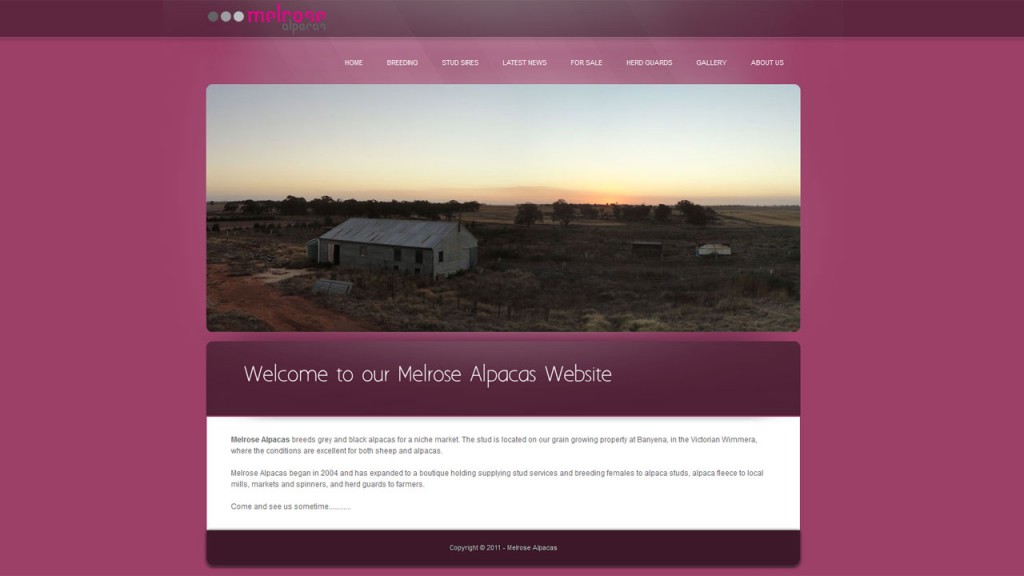 melrose
alpacas
HOME BREEDING STUD SIRES LATEST NEWS FOR SALE HERD GUARDS GALLERY ABOUT US
Welcome to our Melrose Alpacas Website
Melrose Alpacas breeds grey and black alpacas for a niche market. The stud is located on our grain growing property at Banyena, in the Victorian Wimmera,
where the conditions are excellent for both sheep and alpacas.
Melrose Alpacas began in 2004 and has expanded to a boutique holding supplying stud services and breeding females to alpaca studs, alpaca fleece to local
mills, markets and spinners, and herd guards to farmers.
Come and see us sometime...........
Copyright © 2011 - Melrose Alpacas